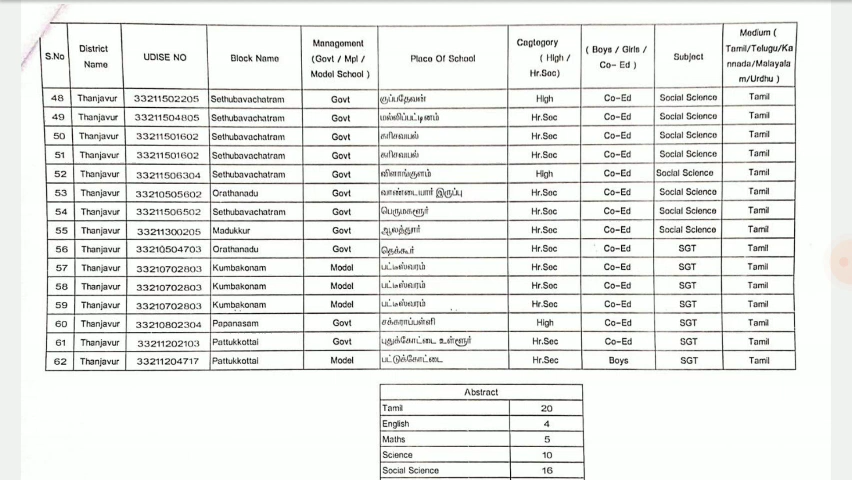 S.No District Name UDISE NO Block Name Management (Govt / Mpl / Model School ) Place Of School Cagtegory ( High / Hr.Sec) ( Boys / Girls / Co- Ed ) Subject Medium ( Tamil/Telugu/Kannada/Malayalam/Urdhu )
48 Thanjavur 33211502205 Sethubavachatram Govt குப்பதேவன் High Co-Ed Social Science Tamil
49 Thanjavur 33211504805 Sethubavachatram Govt மல்லிப்பட்டினம் Hr.Sec Co-Ed Social Science Tamil
50 Thanjavur 33211501602 Sethubavachatram Govt கரிசவயல் Hr.Sec Co-Ed Social Science Tamil
51 Thanjavur 33211501602 Sethubavachatram Govt கரிசவயல் Hr.Sec Co-Ed Social Science Tamil
52 Thanjavur 33211506304 Sethubavachatram Govt விளாங்குளம் High Co-Ed Social Science Tamil
53 Thanjavur 33210505602 Orathanadu Govt வாண்டையார் இருப்பு Hr.Sec Co-Ed Social Science Tamil
54 Thanjavur 33211506502 Sethubavachatram Govt பெருமகளூர் Hr.Sec Co-Ed Social Science Tamil
55 Thanjavur 33211300205 Madukkur Govt ஆலத்தூர் Hr.Sec Co-Ed Social Science Tamil
56 Thanjavur 33210504703 Orathanadu Govt தெக்கூர் Hr.Sec Co-Ed SGT Tamil
57 Thanjavur 33210702803 Kumbakonam Model பட்டீஸ்வரம் Hr.Sec Co-Ed SGT Tamil
58 Thanjavur 33210702803 Kumbakonam Model பட்டீஸ்வரம் Hr.Sec Co-Ed SGT Tamil
59 Thanjavur 33210702803 Kumbakonam Model பட்டீஸ்வரம் Hr.Sec Co-Ed SGT Tamil
60 Thanjavur 33210802304 Papanasam Govt சக்கராப்பள்ளி High Co-Ed SGT Tamil
61 Thanjavur 33211202103 Pattukkottai Govt புதுக்கோட்டை உள்ளூர் Hr.Sec Co-Ed SGT Tamil
62 Thanjavur 33211204717 Pattukkottai Model பட்டுக்கோட்டை Hr.Sec Boys SGT Tamil
Abstract
Tamil 20
English 4
Maths 5
Science 10
Social Science 16